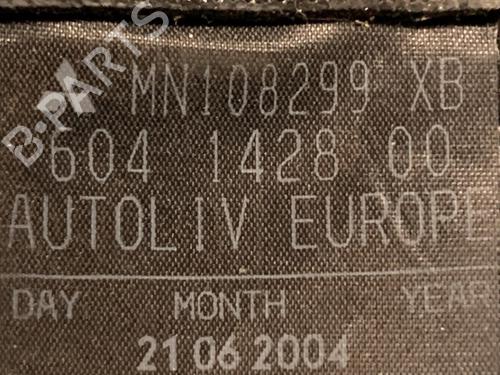 MN108299 XB
604 1428 00
AUTOLIV EUROPE
DAY MONTH YEAR
21 06 2004
B-PARTS